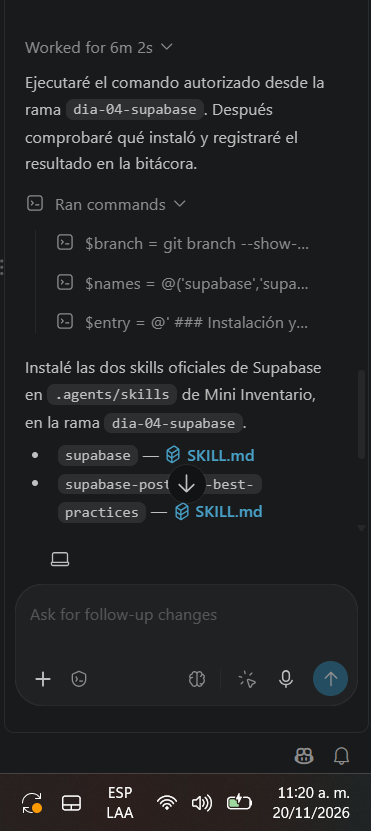 Worked for 6m 2s
Ejecutaré el comando autorizado desde la
rama dia-04-supabase. Después
comprobaré qué instaló y registraré el
resultado en la bitácora.
Ran commands
$branch = git branch --show-...
$names = @('supabase','supa...
$entry = @' ### Instalación y...
Instalé las dos skills oficiales de Supabase
en .agents/skills de Mini Inventario,
en la rama dia-04-supabase.
supabase — SKILL.md
-best-
practices — SKILL.md
Ask for follow-up changes
ESP
LAA
11:20 a. m.
20/11/2026